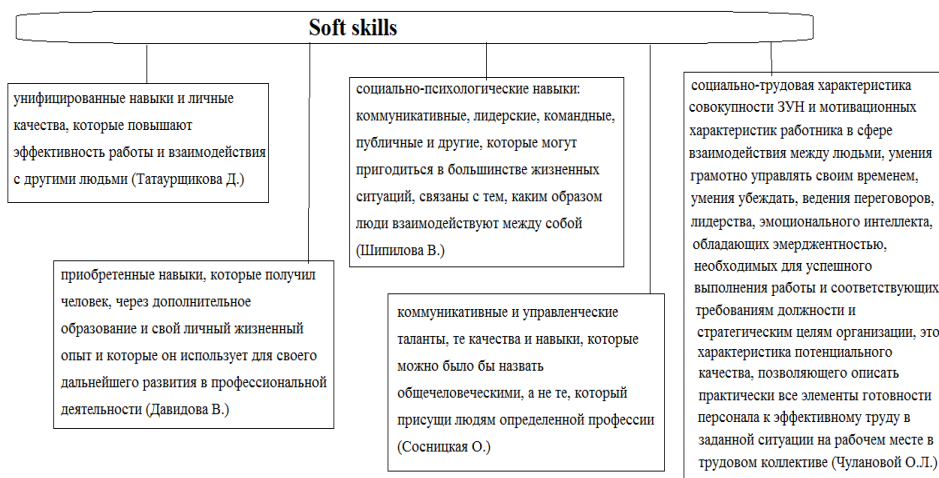 Soft skills
унифицированные навыки и личные
качества, которые повышают
эффективность работы и взаимодействия
с другими людьми (Татаурщикова Д.)
приобретенные навыки, которые получил
человек, через дополнительное
образование и свой личный жизненный
опыт и которые он использует для своего
дальнейшего развития в профессиональной
деятельности (Давидова В.)
социально-психологические навыки:
коммуникативные, лидерские, командные,
публичные и другие, которые могут
пригодиться в большинстве жизненных
ситуаций, связаны с тем, каким образом
люди взаимодействуют между собой
(Шипилова В.)
коммуникативные и управленческие
таланты, те качества и навыки, которые
можно было бы назвать
общечеловеческими, а не те, который
присущи людям определенной профессии
(Сосницкая О.)
социально-трудовая характеристика
совокупности ЗУН и мотивационных
характеристик работника в сфере
взаимодействия между людьми, умения
грамотно управлять своим временем,
умения убеждать, ведения переговоров,
лидерства, эмоционального интеллекта,
обладающих эмерджентностью,
необходимых для успешного
выполнения работы и соответствующих
требованиям должности и
стратегическим целям организации, это
характеристика потенциального
качества, позволяющего описать
практически все элементы готовности
персонала к эффективному труду в
заданной ситуации на рабочем месте в
трудовом коллективе (Чулановой О.Л.)